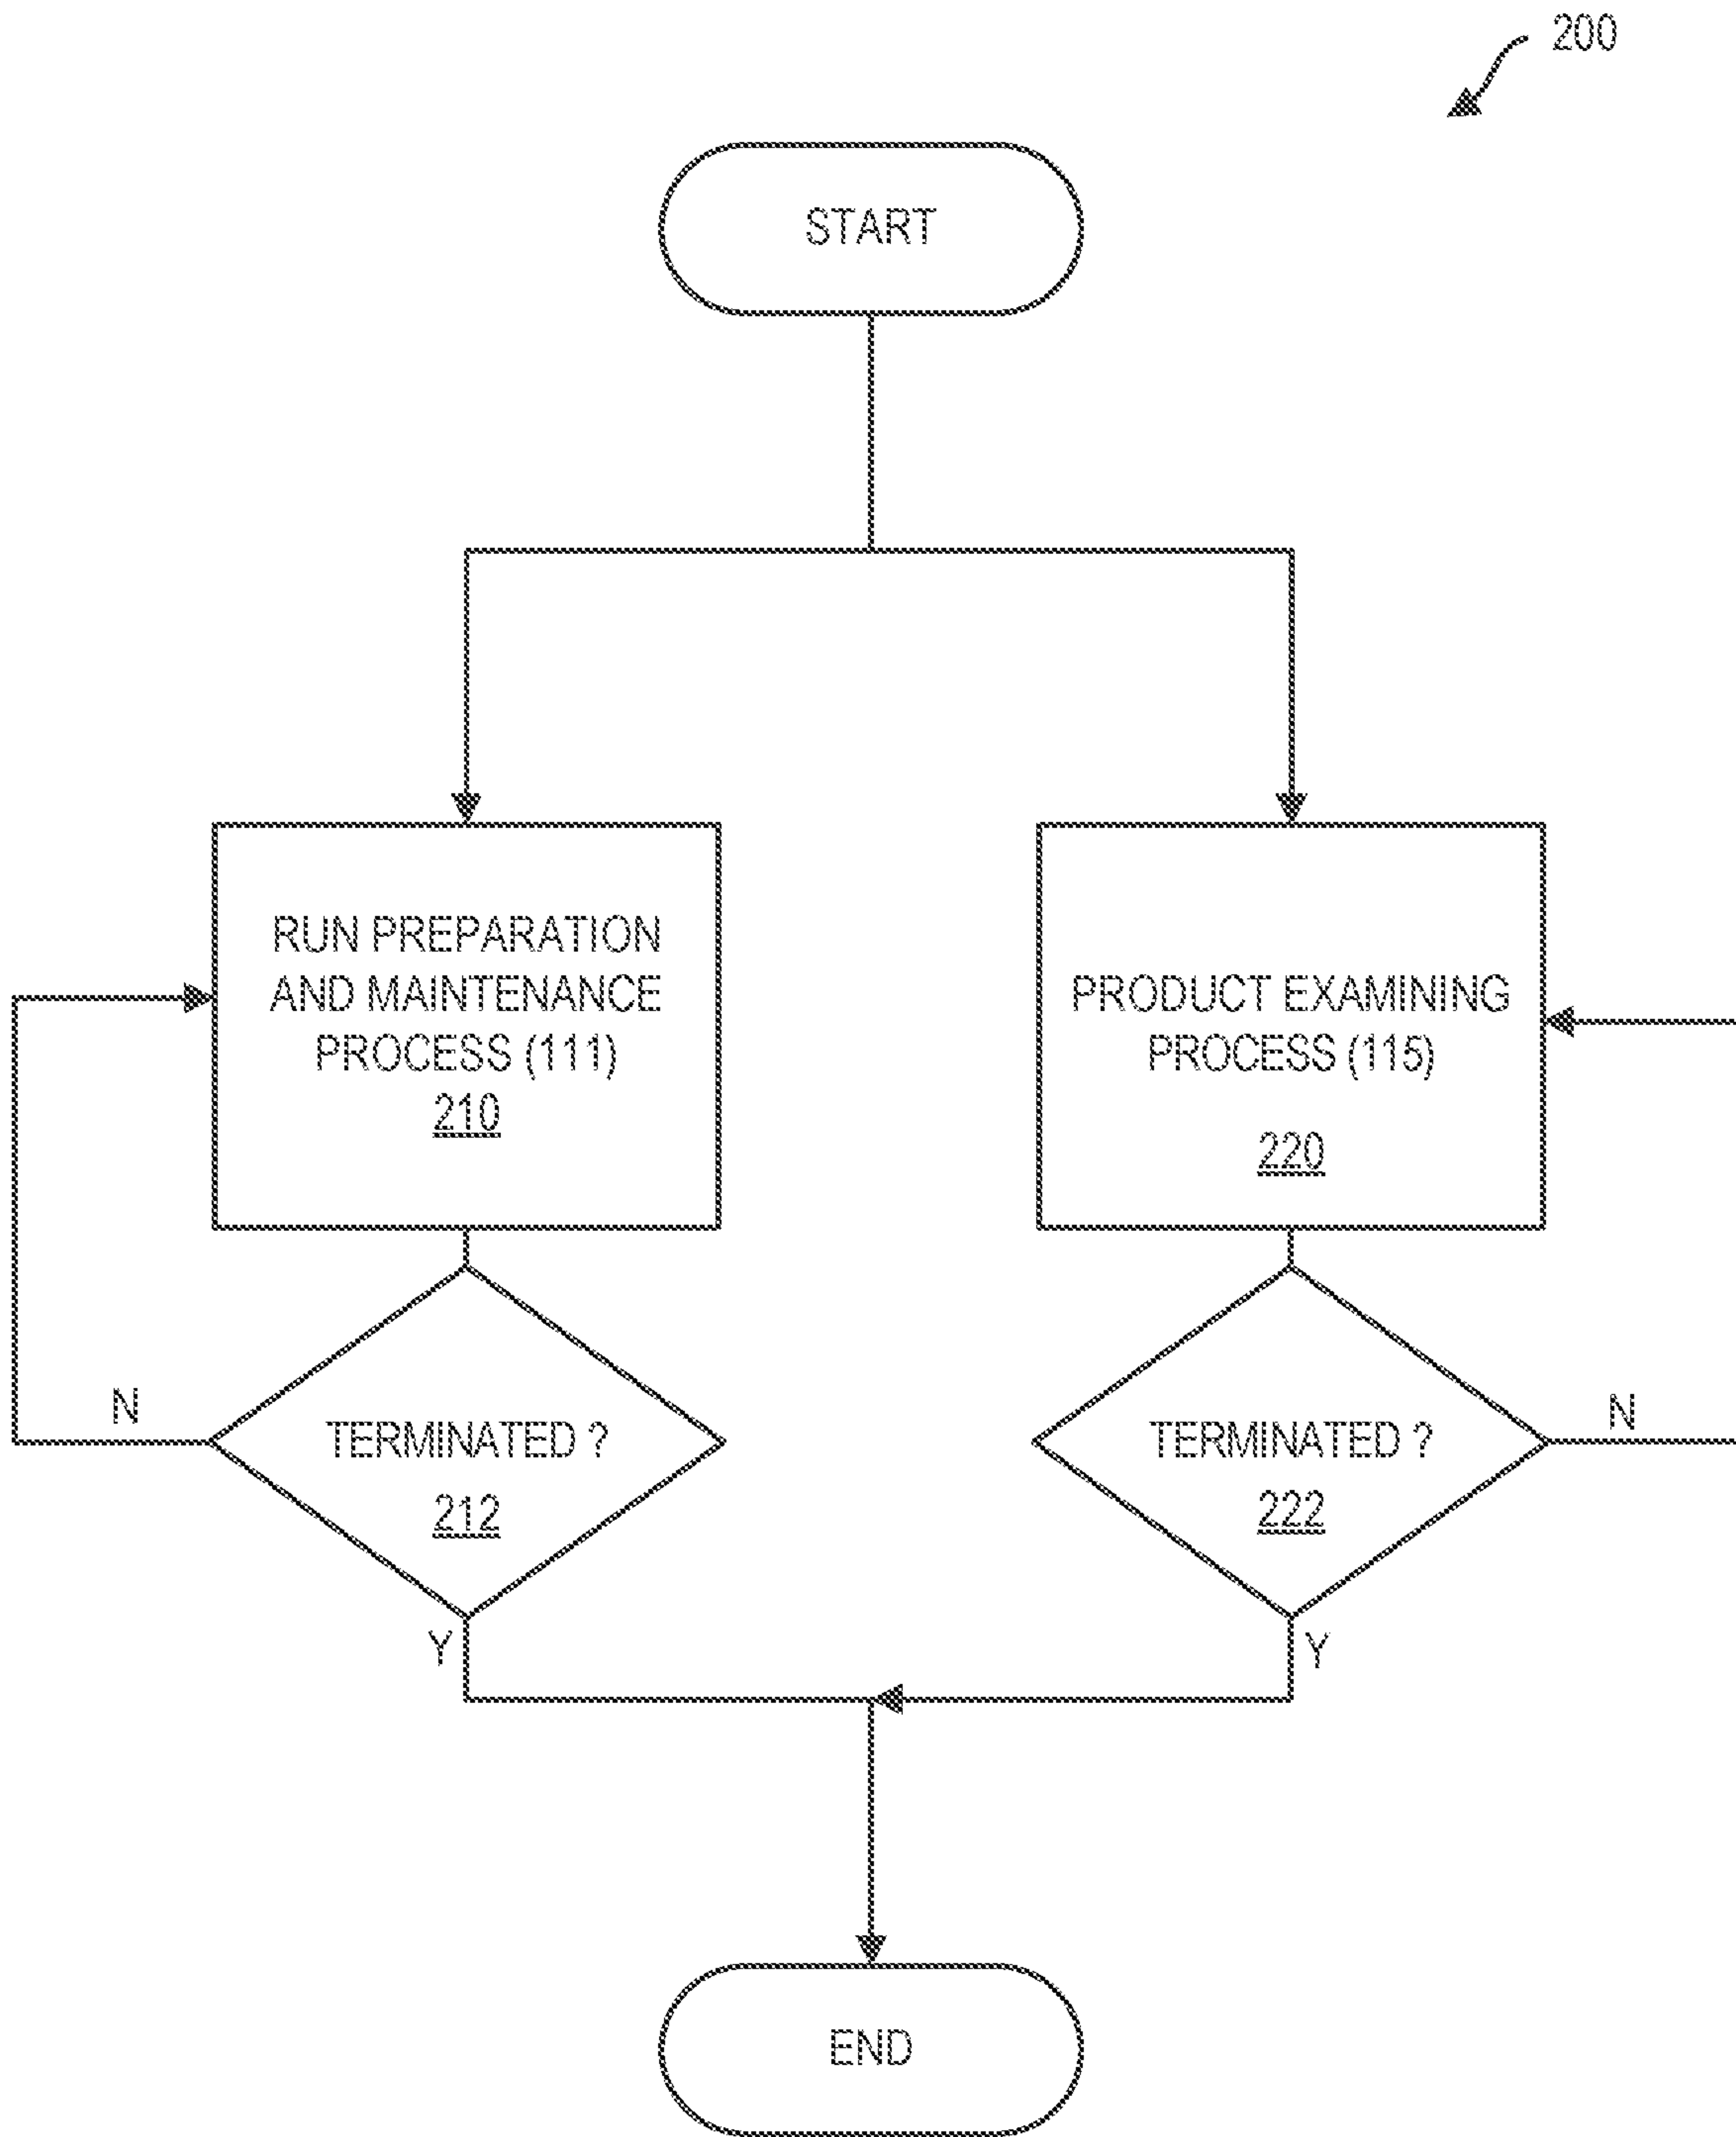 200
START
RUN PREPARATION
AND MAINTENANCE
PROCESS (111)
210
PRODUCT EXAMINING
PROCESS (115)
220
N
TERMINATED ?
212
Y
TERMINATED ?
222
N
Y
END